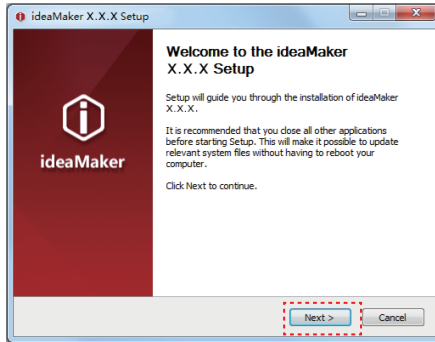 ideaMaker X.X.X Setup
Welcome to the ideaMaker
X.X.X Setup
Setup will guide you through the installation of ideaMaker
X.X.X.
It is recommended that you close all other applications
before starting Setup. This will make it possible to update
relevant system files without having to reboot your
computer.
Click Next to continue.
ideaMaker
Next >
Cancel